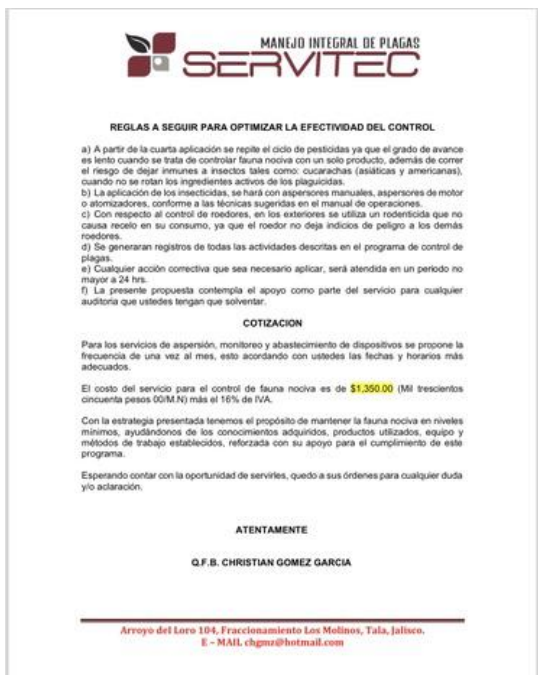 MANEJO INTEGRAL DE PLAGAS
SERVITEC
REGLAS A SEGUIR PARA OPTIMIZAR LA EFECTIVIDAD DEL CONTROL
a) A partir de la cuarta aplicación se repite el ciclo de pesticidas ya que el grado de avance
es lento cuando se trata de controlar fauna nociva con un solo producto, además de correr
el riesgo de dejar inmunes a insectos tales como: cucarachas (asiáticas y americanas),
cuando no se rotan los ingredientes activos de los plaguicidas.
b) La aplicación de los insecticidas, se hará con aspersores manuales, aspersores de motor
o atomizadores, conforme a las técnicas sugeridas en el manual de operaciones.
c) Con respecto al control de roedores, en los exteriores se utiliza un rodenticida que no
causa recelo en su consumo, ya que el roedor no deja indicios de peligro a los demás
roedores.
d) Se generaran registros de todas las actividades descritas en el programa de control de
plagas.
e) Cualquier acción correctiva que sea necesario aplicar, será atendida en un periodo no
mayor a 24 hrs.
f) La presente propuesta contempla el apoyo como parte del servicio para cualquier
auditoria que ustedes tengan que solventar.
COTIZACION
Para los servicios de aspersión, monitoreo y abastecimiento de dispositivos se propone la
frecuencia de una vez al mes, esto acordando con ustedes las fechas y horarios más
adecuados.
El costo del servicio para el control de fauna nociva es de $1,350.00 (Mil trescientos
cincuenta pesos 00/M.N) más el 16% de IVA.
Con la estrategia presentada tenemos el propósito de mantener la fauna nociva en niveles
mínimos, ayudándonos de los conocimientos adquiridos, productos utilizados, equipo y
métodos de trabajo establecidos, reforzada con su apoyo para el cumplimiento de este
programa.
Esperando contar con la oportunidad de servirles, quedo a sus órdenes para cualquier duda
y/o aclaración.
ATENTAMENTE
Q.F.B. CHRISTIAN GOMEZ GARCIA
Arroyo del Loro 104, Fraccionamiento Los Molinos, Tala, Jalisco.
E – MAIL chgmz@hotmail.com